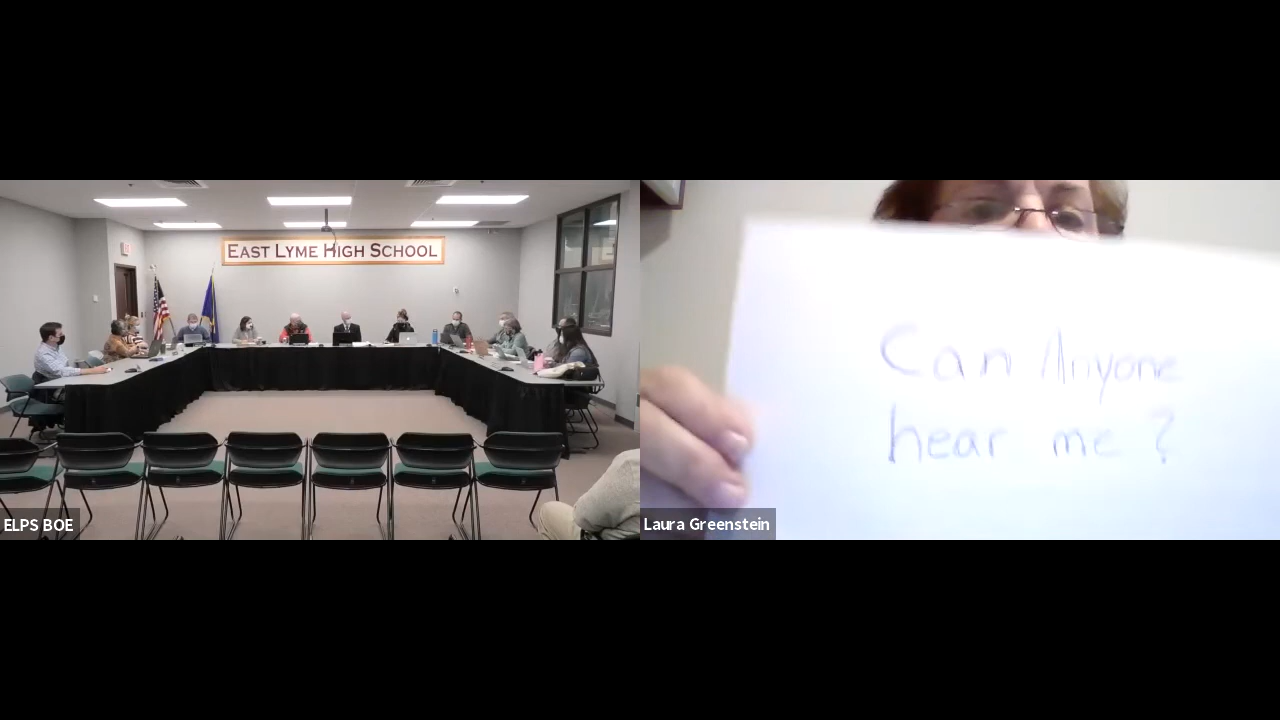 EAST LYME HIGH SCHOOL
ELPS BOE
Can Anyone
hear me?
Laura Greenstein